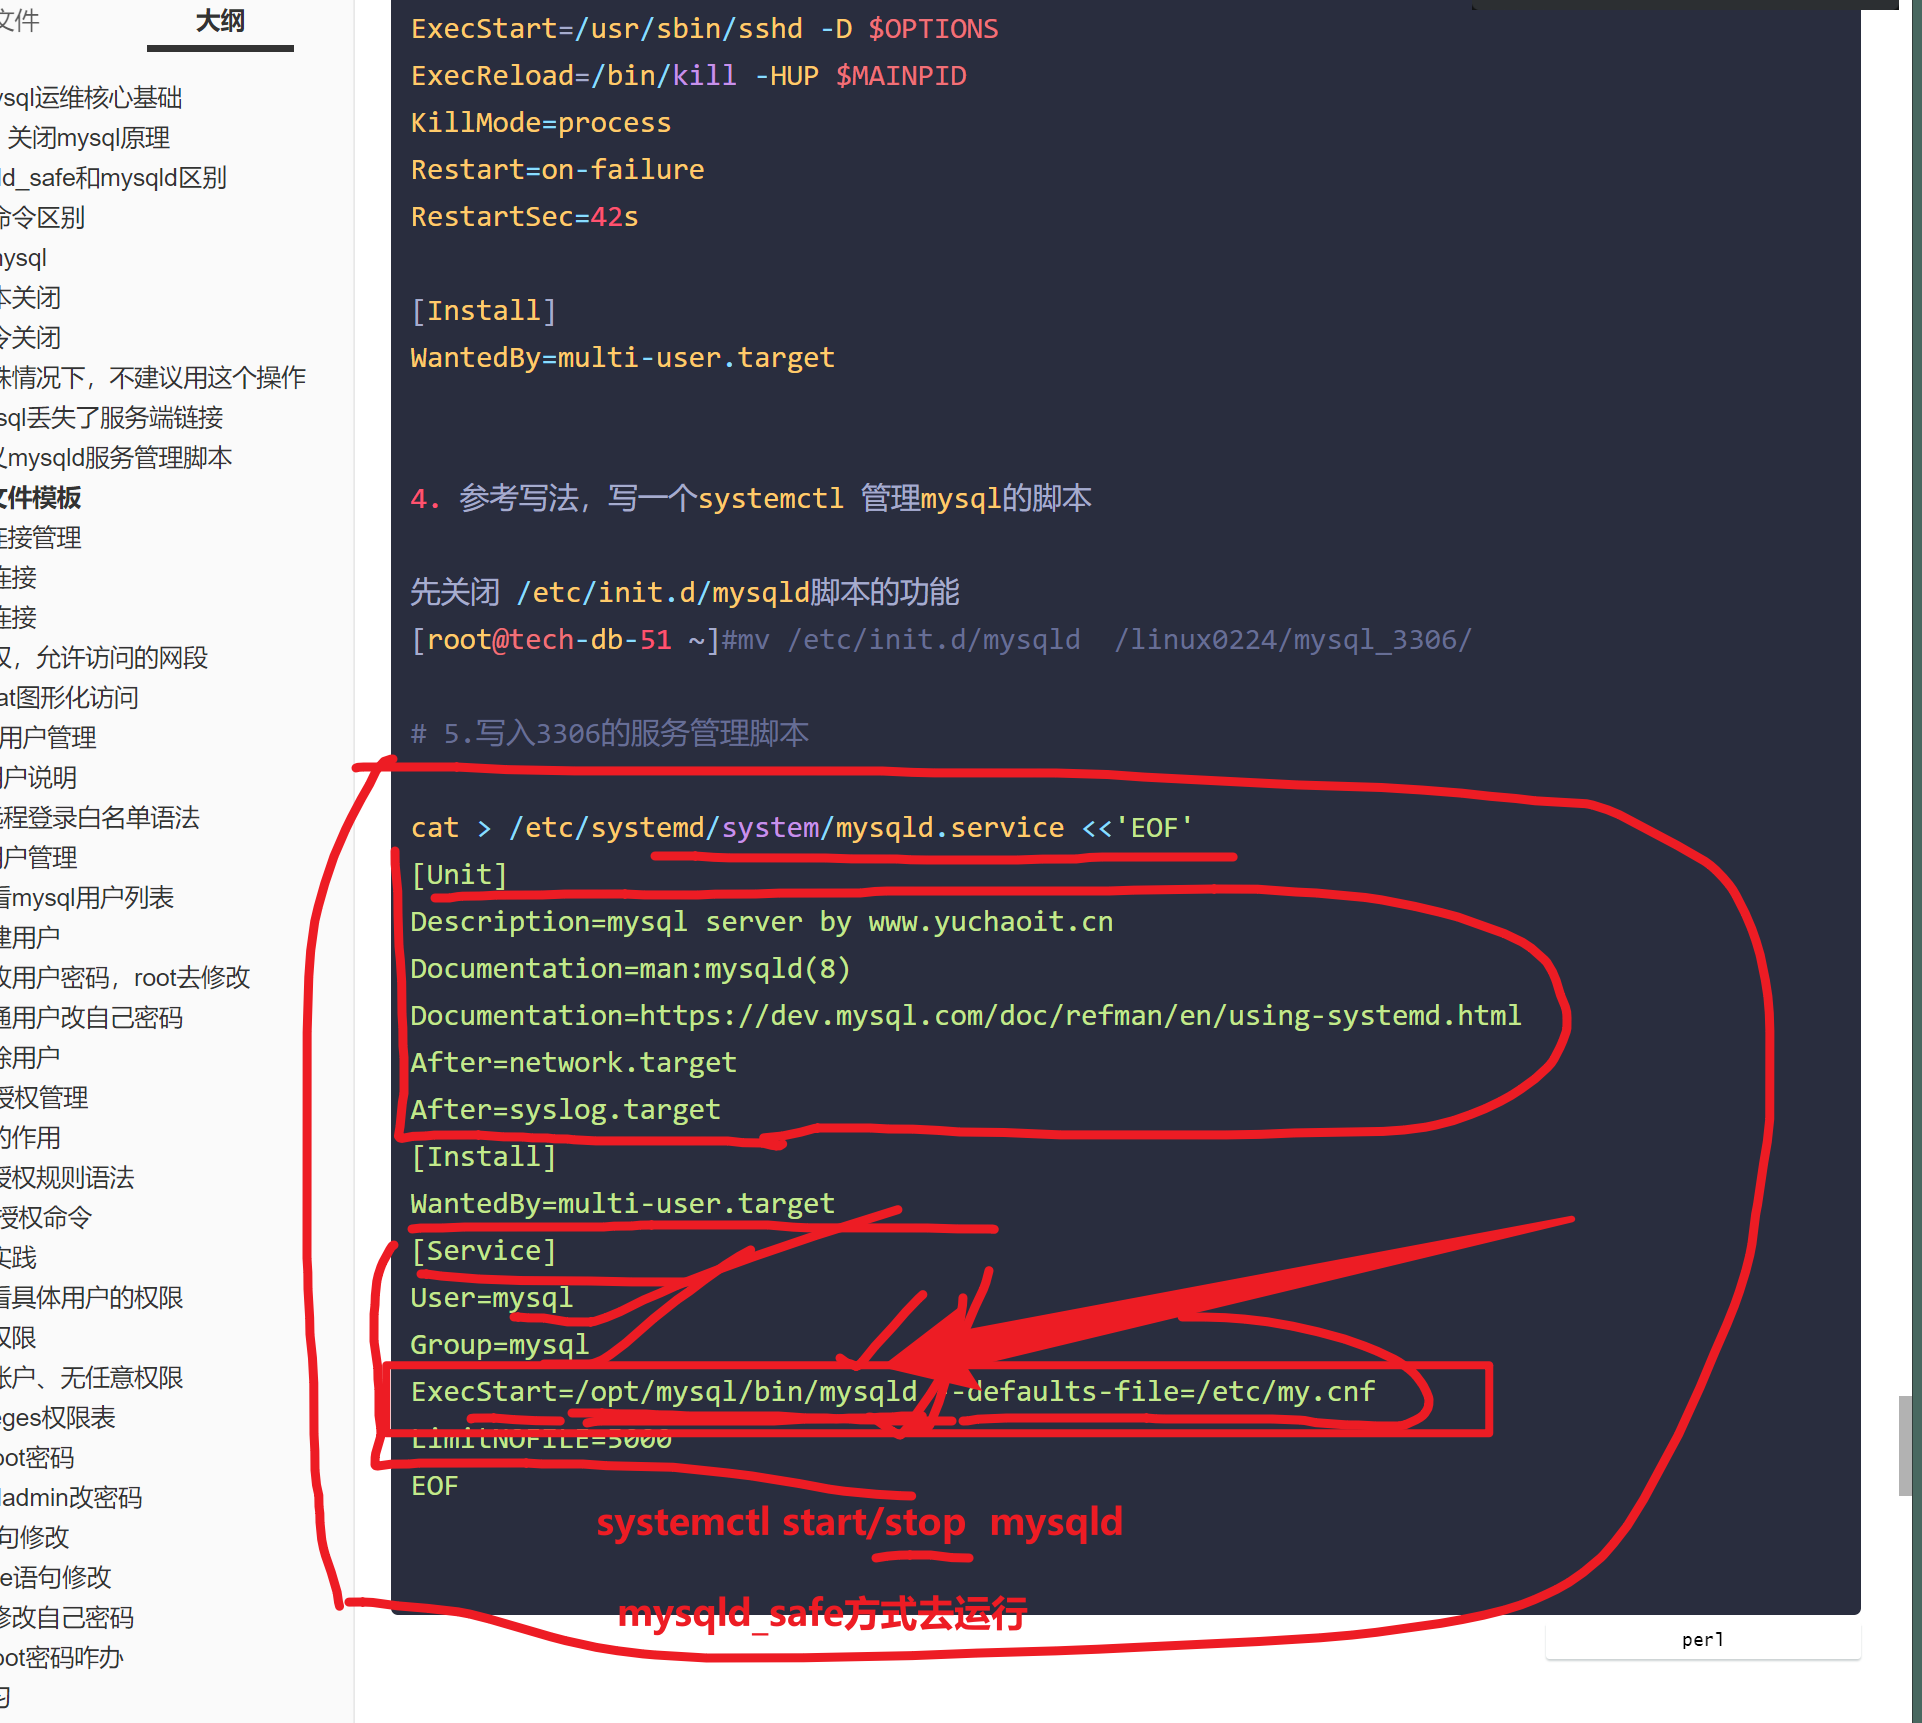 文件
大纲
ysql运维核心基础
关闭mysql原理
ld_safe和mysqld区别
命令区别
mysql
本关闭
令关闭
殊情况下，不建议用这个操作
sql丢失了服务端链接
义mysqld服务管理脚本
文件模板
连接管理
连接
连接
权，允许访问的网段
at图形化访问
用户管理
用户说明
远程登录白名单语法
用户管理
看mysql用户列表
建用户
改用户密码，root去修改
通用户改自己密码
除用户
授权管理
的作用
授权规则语法
授权命令
实践
看具体用户的权限
权限
账户、无任意权限
eges权限表
oot密码
ladmin改密码
句修改
te语句修改
修改自己密码
oot密码咋办
ExecStart=/usr/sbin/sshd -D $OPTIONS
ExecReload=/bin/kill -HUP $MAINPID
KillMode=process
Restart=on-failure
RestartSec=42s
[Install]
WantedBy=multi-user.target
4. 参考写法，写一个systemctl 管理mysql的脚本
先关闭 /etc/init.d/mysqld脚本的功能
[root@tech-db-51 ~]#mv /etc/init.d/mysqld  /linux0224/mysql_3306/
# 5.写入3306的服务管理脚本
cat > /etc/systemd/system/mysqld.service <<'EOF'
[Unit]
Description=mysql server by www.yuchaoit.cn
Documentation=man:mysqld(8)
Documentation=https://dev.mysql.com/doc/refman/en/using-systemd.html
After=network.target
After=syslog.target
[Install]
WantedBy=multi-user.target
[Service]
User=mysql
Group=mysql
ExecStart=/opt/mysql/bin/mysqld --defaults-file=/etc/my.cnf
LimitNOFILE=5000
EOF
systemctl start/stop  mysqld
mysqld_safe方式去运行
perl